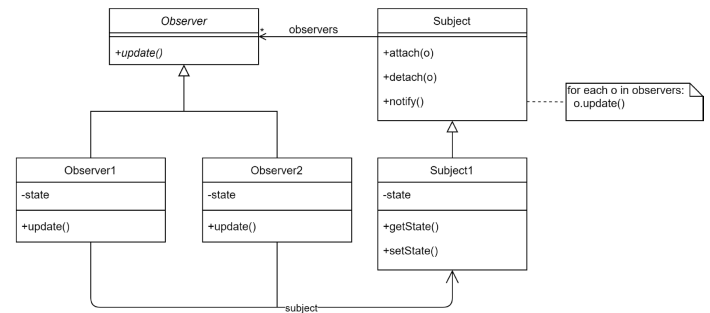 Observer
+update()
*
observers
Subject
+attach(o)
+detach(o)
+notify()
for each o in observers:
o.update()
Observer1
-state
+update()
Observer2
-state
+update()
Subject1
-state
+getState()
+setState()
subject